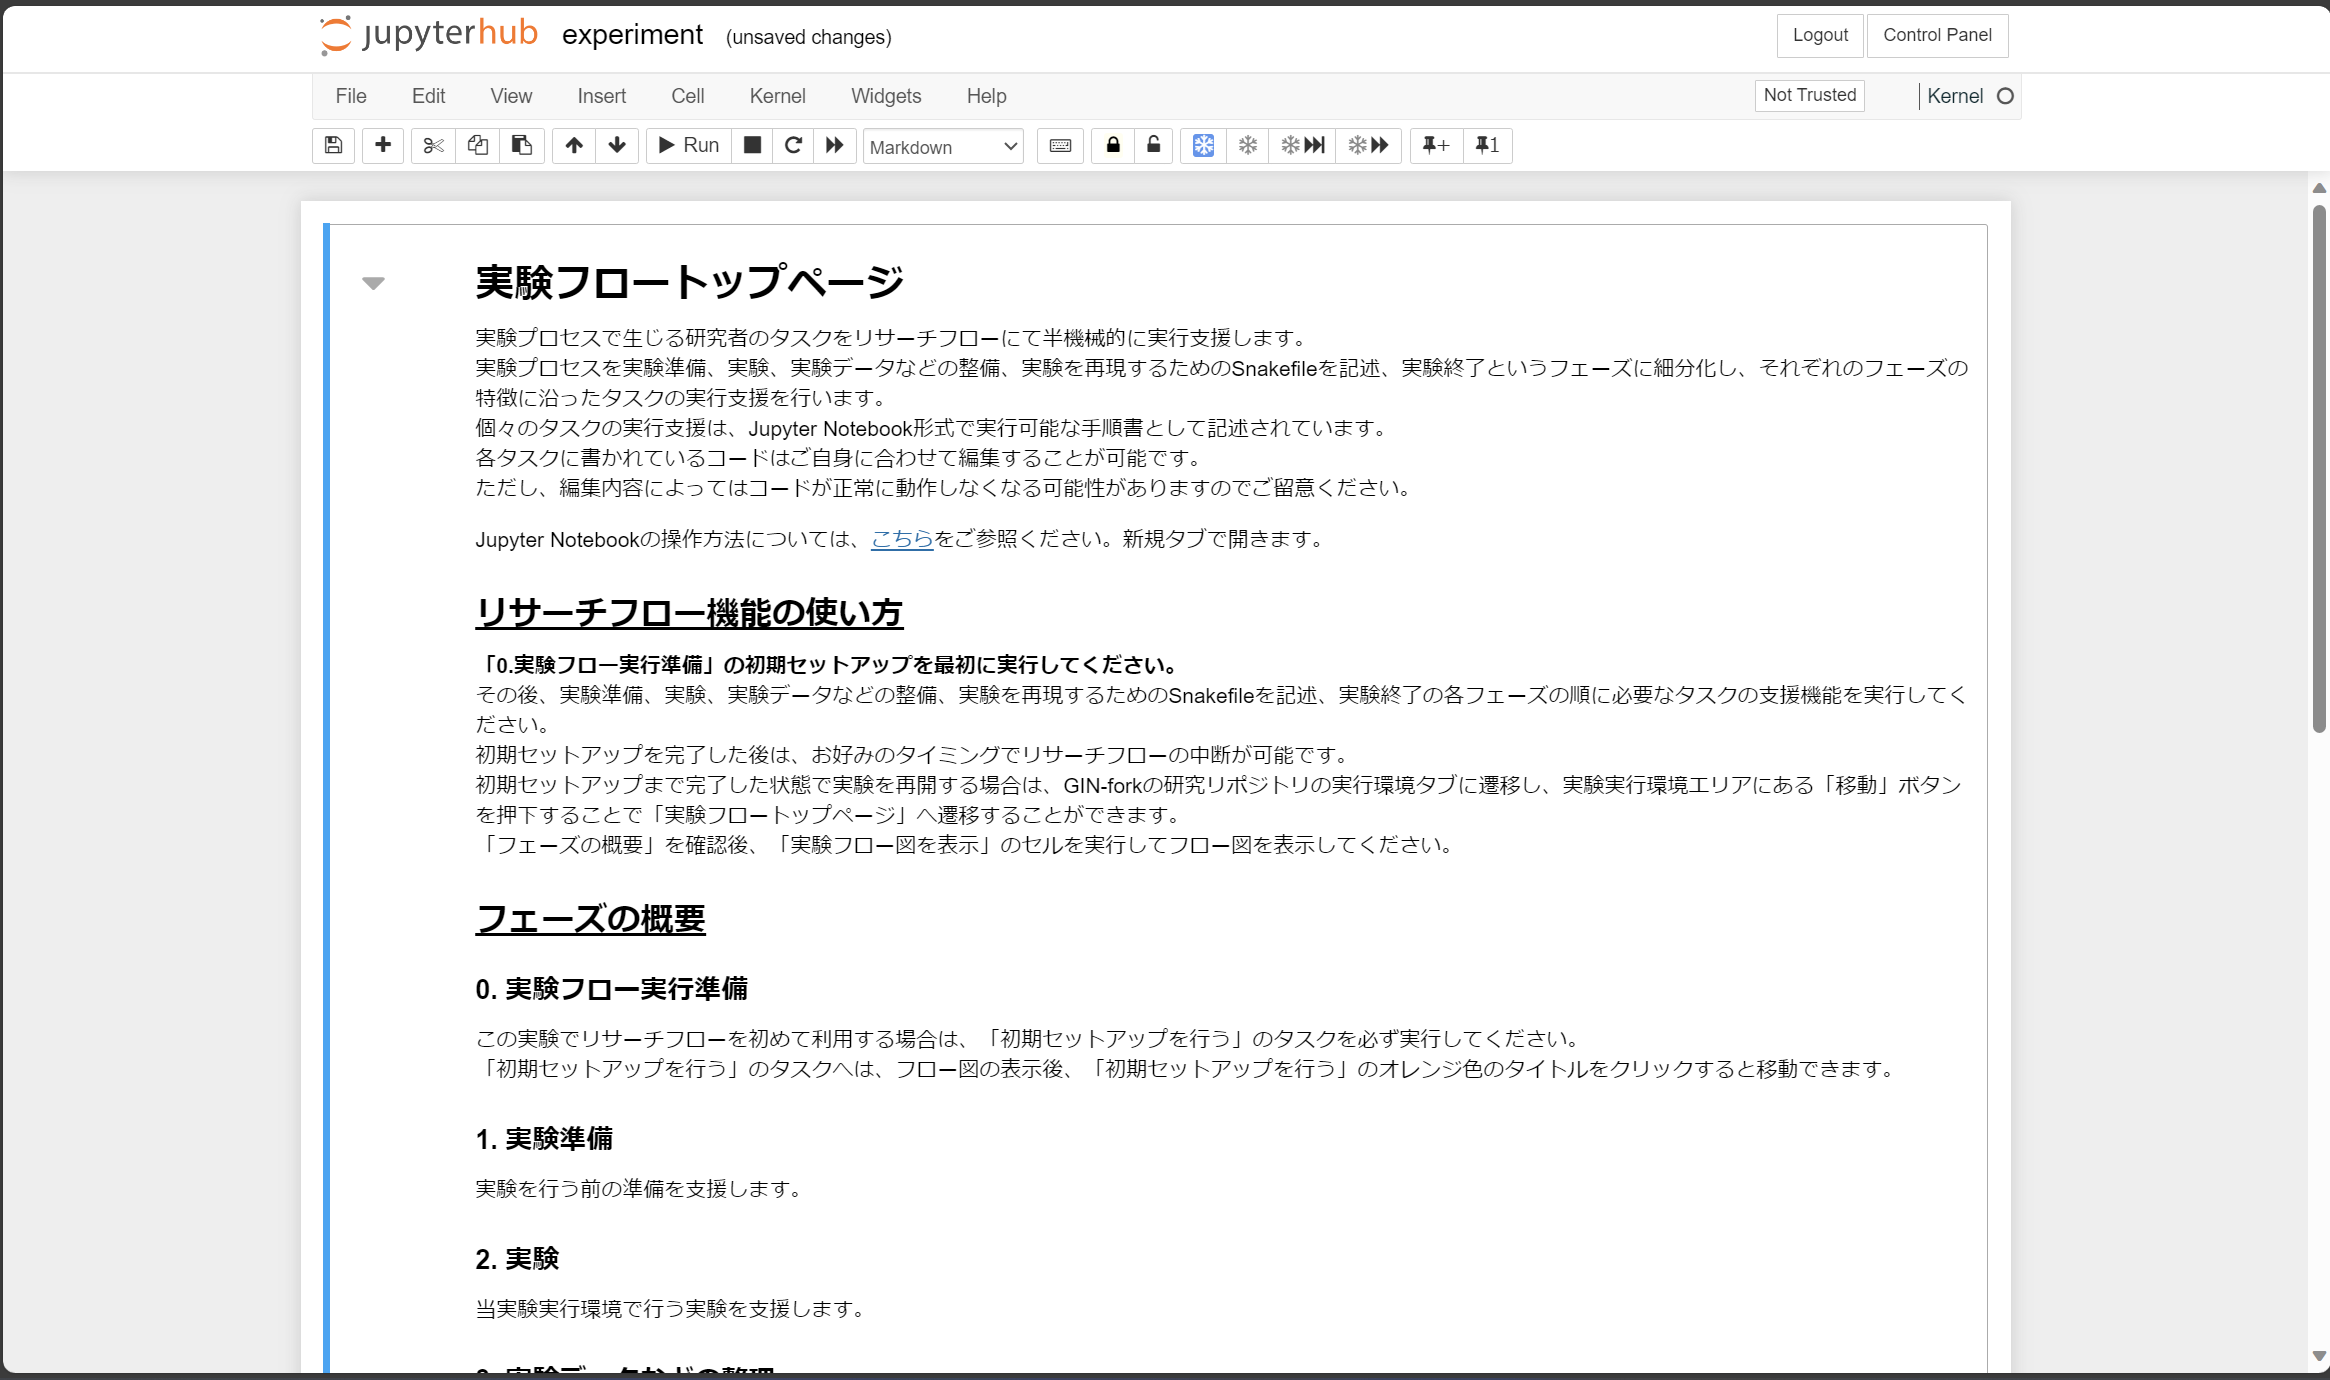 jupyterhub experiment (unsaved changes) Logout Control Panel
File Edit View Insert Cell Kernel Widgets Help Not Trusted Kernel
Run Markdown + 1
実験フロートップページ
実験プロセスで生じる研究者のタスクをリサーチフローにて半機械的に実行支援します。
実験プロセスを実験準備、実験、実験データなどの整備、実験を再現するためのSnakefileを記述、実験終了というフェーズに細分化し、それぞれのフェーズの
特徴に沿ったタスクの実行支援を行います。
個々のタスクの実行支援は、Jupyter Notebook形式で実行可能な手順書として記述されています。
各タスクに書かれているコードはご自身に合わせて編集することが可能です。
ただし、編集内容によってはコードが正常に動作しなくなる可能性がありますのでご留意ください。
Jupyter Notebookの操作方法については、こちらをご参照ください。新規タブで開きます。
リサーチフロー機能の使い方
「0.実験フロー実行準備」の初期セットアップを最初に実行してください。
その後、実験準備、実験、実験データなどの整備、実験を再現するためのSnakefileを記述、実験終了の各フェーズの順に必要なタスクの支援機能を実行してく
ださい。
初期セットアップを完了した後は、お好みのタイミングでリサーチフローの中断が可能です。
初期セットアップまで完了した状態で実験を再開する場合は、GIN-forkの研究リポジトリの実行環境タブに遷移し、実験実行環境エリアにある「移動」ボタン
を押下することで「実験フロートップページ」へ遷移することができます。
「フェーズの概要」を確認後、「実験フロー図を表示」のセルを実行してフロー図を表示してください。
フェーズの概要
0. 実験フロー実行準備
この実験でリサーチフローを初めて利用する場合は、「初期セットアップを行う」のタスクを必ず実行してください。
「初期セットアップを行う」のタスクへは、フロー図の表示後、「初期セットアップを行う」のオレンジ色のタイトルをクリックすると移動できます。
1. 実験準備
実験を行う前の準備を支援します。
2. 実験
当実験実行環境で行う実験を支援します。